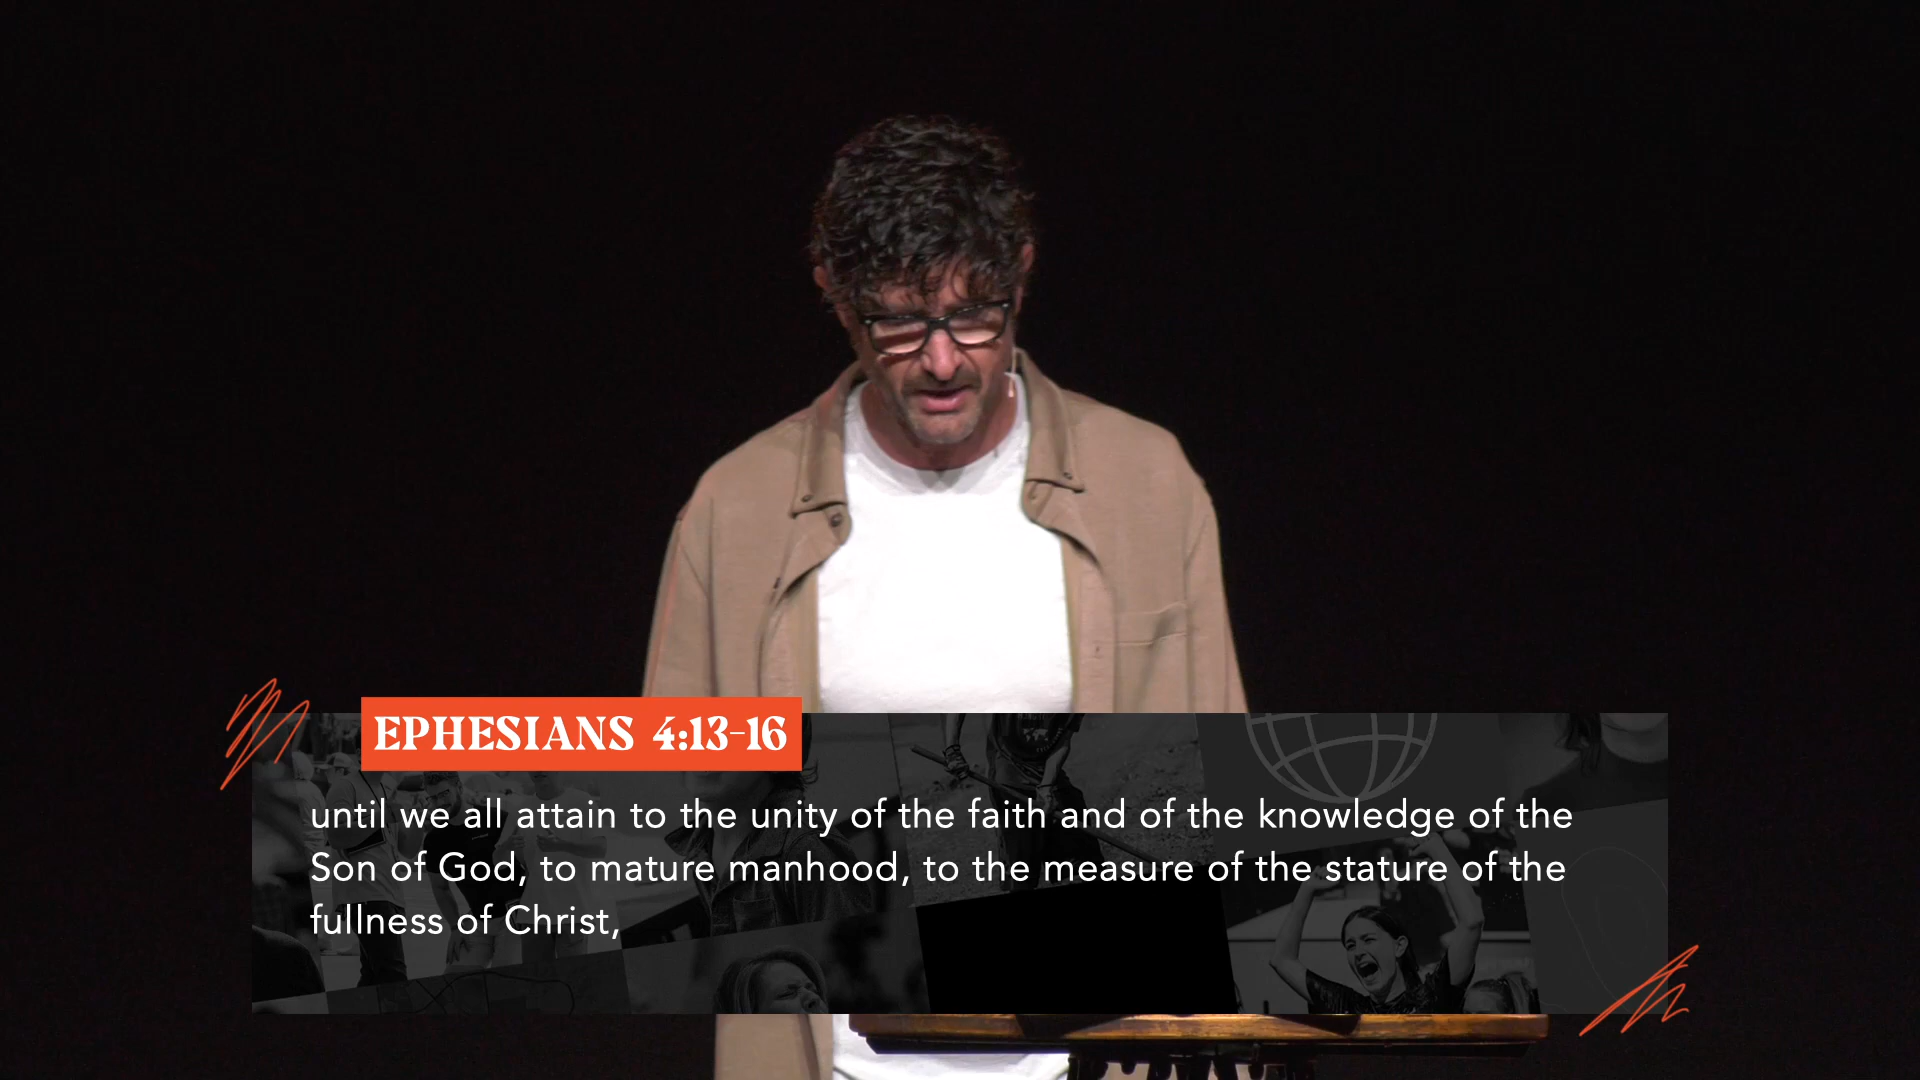 EPHESIANS 4:13-16
until we all attain to the unity of the faith and of the knowledge of the
Son of God, to mature manhood, to the measure of the stature of the
fullness of Christ,